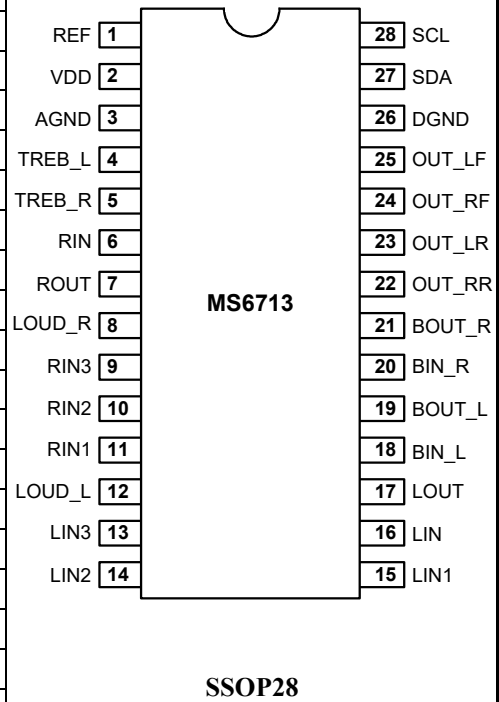 REF 1 28 SCL
VDD 2 27 SDA
AGND 3 26 DGND
TREB_L 4 25 OUT_LF
TREB_R 5 24 OUT_RF
RIN 6 23 OUT_LR
ROUT 7 22 OUT_RR
MS6713
LOUD_R 8 21 BOUT_R
RIN3 9 20 BIN_R
RIN2 10 19 BOUT_L
RIN1 11 18 BIN_L
LOUD_L 12 17 LOUT
LIN3 13 16 LIN
LIN2 14 15 LIN1
SSOP28